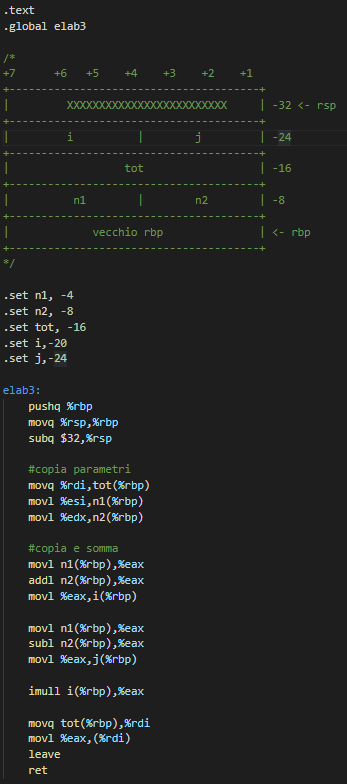 .text
.global elab3
/*
+7 +6 +5 +4 +3 +2 +1
+---------------------------------------+
| XXXXXXXXXXXXXXXXXXXXXXXXX | -32 <- rsp
+---------------------------------------+
| i | j | -24
+---------------------------------------+
| tot | -16
+---------------------------------------+
| n1 | n2 | -8
+---------------------------------------+
| vecchio rbp | <- rbp
+---------------------------------------+
*/
.set n1, -4
.set n2, -8
.set tot, -16
.set i,-20
.set j,-24
elab3:
pushq %rbp
movq %rsp,%rbp
subq $32,%rsp
#copia parametri
movq %rdi,tot(%rbp)
movl %esi,n1(%rbp)
movl %edx,n2(%rbp)
#copia e somma
movl n1(%rbp),%eax
addl n2(%rbp),%eax
movl %eax,i(%rbp)
movl n1(%rbp),%eax
subl n2(%rbp),%eax
movl %eax,j(%rbp)
imull i(%rbp),%eax
movq tot(%rbp),%rdi
movl %eax,(%rdi)
leave
ret